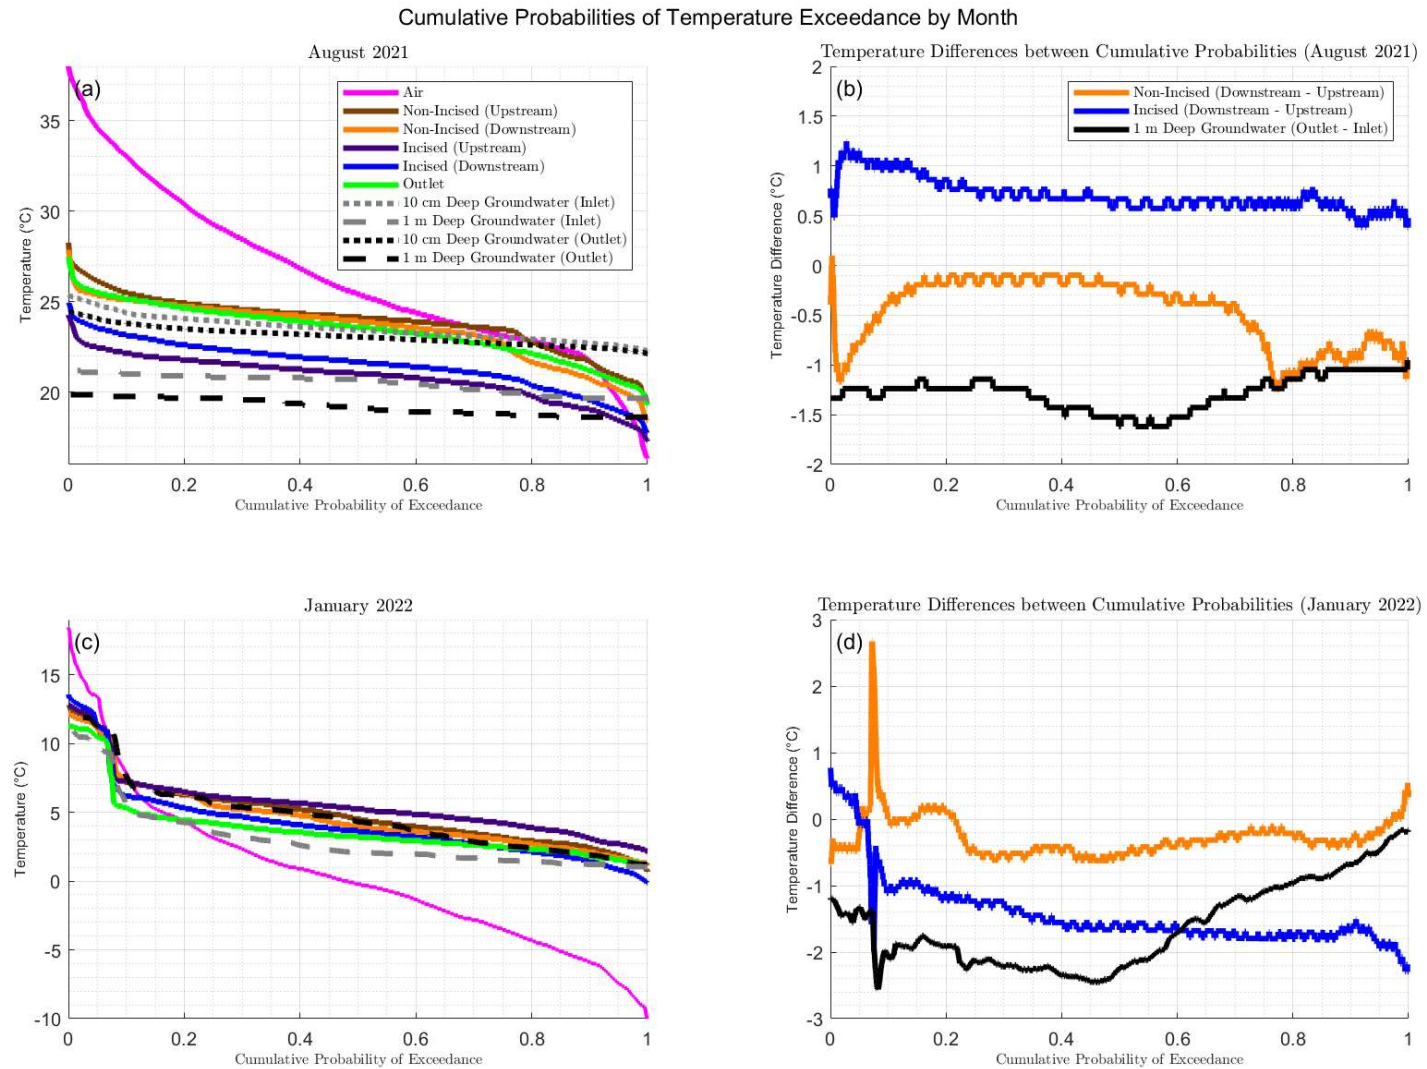 Cumulative Probabilities of Temperature Exceedance by Month
August 2021
(a)
Air
Non-Incised (Upstream)
Non-Incised (Downstream)
Incised (Upstream)
Incised (Downstream)
Outlet
10 cm Deep Groundwater (Inlet)
1 m Deep Groundwater (Inlet)
10 cm Deep Groundwater (Outlet)
1 m Deep Groundwater (Outlet)
35
30
25
20
Temperature (°C)
0 0.2 0.4 0.6 0.8 1
Cumulative Probability of Exceedance
Temperature Differences between Cumulative Probabilities (August 2021)
(b)
Non-Incised (Downstream - Upstream)
Incised (Downstream - Upstream)
1 m Deep Groundwater (Outlet - Inlet)
2
1.5
1
0.5
0
-0.5
-1
-1.5
-2
Temperature Difference (°C)
0 0.2 0.4 0.6 0.8 1
Cumulative Probability of Exceedance
January 2022
(c)
15
10
5
0
-5
-10
Temperature (°C)
0 0.2 0.4 0.6 0.8 1
Cumulative Probability of Exceedance
Temperature Differences between Cumulative Probabilities (January 2022)
(d)
3
2
1
0
-1
-2
-3
Temperature Difference (°C)
0 0.2 0.4 0.6 0.8 1
Cumulative Probability of Exceedance